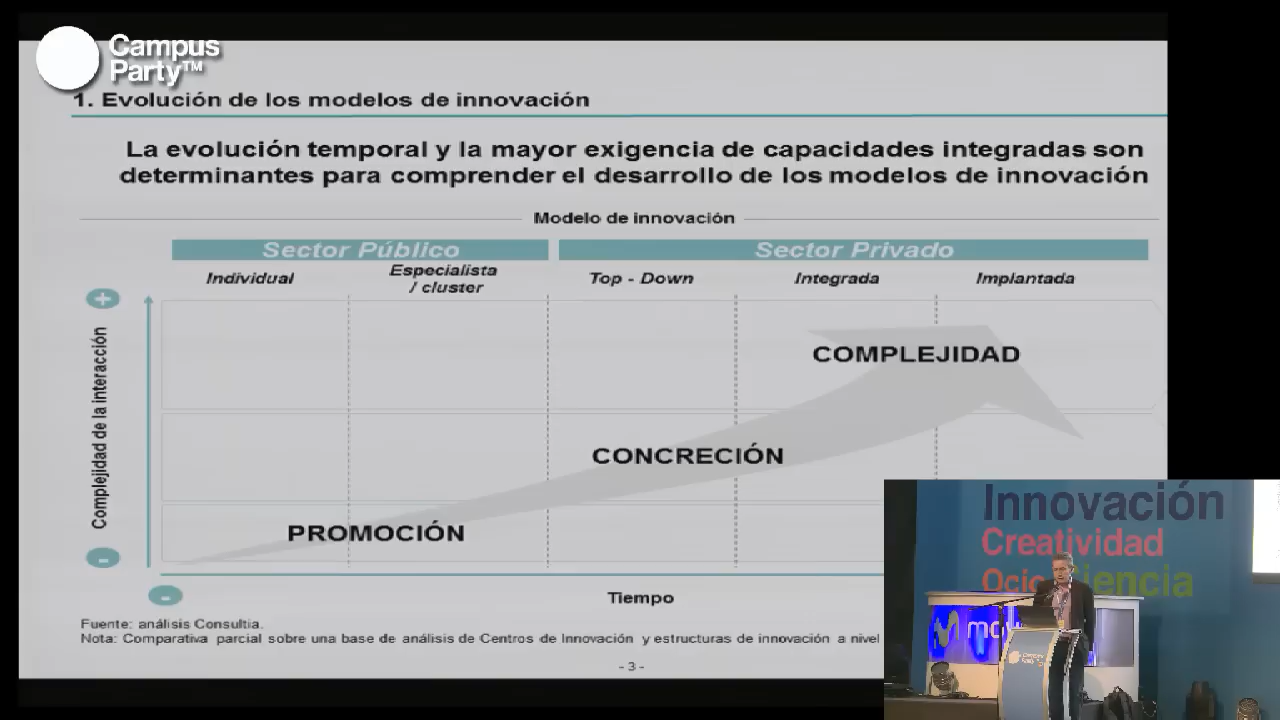 Campus
Party™
1. Evolución de los modelos de innovación
La evolución temporal y la mayor exigencia de capacidades integradas son
determinantes para comprender el desarrollo de los modelos de innovación
Modelo de innovación
Sector Público
Sector Privado
Individual
Especialista
/ cluster
Top - Down
Integrada
Implantada
+
Complejidad de la interacción
-
COMPLEJIDAD
CONCRECIÓN
PROMOCIÓN
-
Tiempo
Fuente: análisis Consultia.
Nota: Comparativa parcial sobre una base de análisis de Centros de Innovación y estructuras de innovación a nivel
- 3 -
Innovación
Creatividad
Ocio